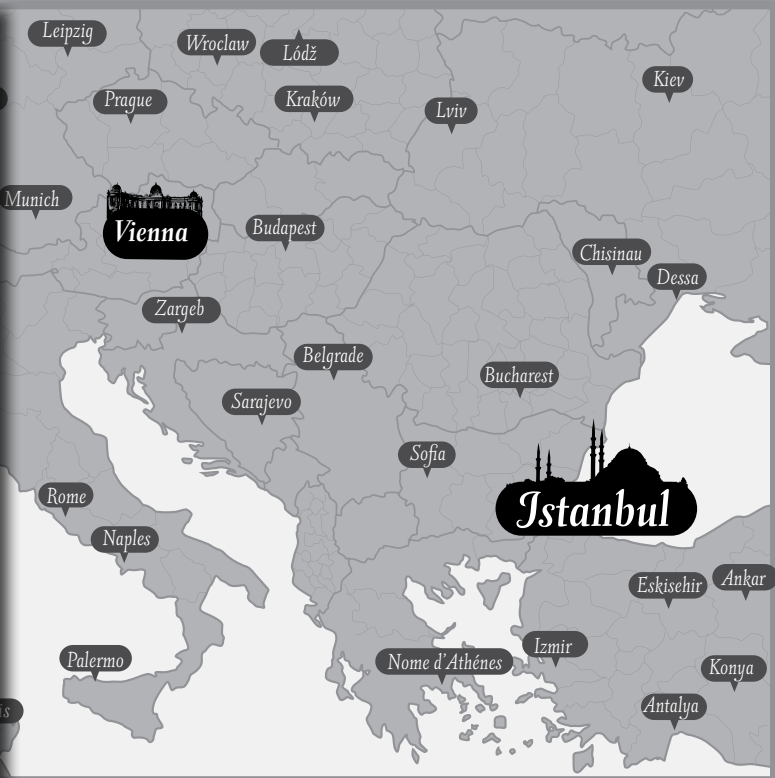 Leipzig
Wroclaw
Lódž
Kiev
Prague
Kraków
Lviv
Munich
Vienna
Budapest
Chisinau
Dessa
Zargeb
Belgrade
Bucharest
Sarajevo
Sofia
Istanbul
Rome
Naples
Eskisehir
Ankar
Palermo
Nome d'Athénes
Izmir
Konya
is
Antalya